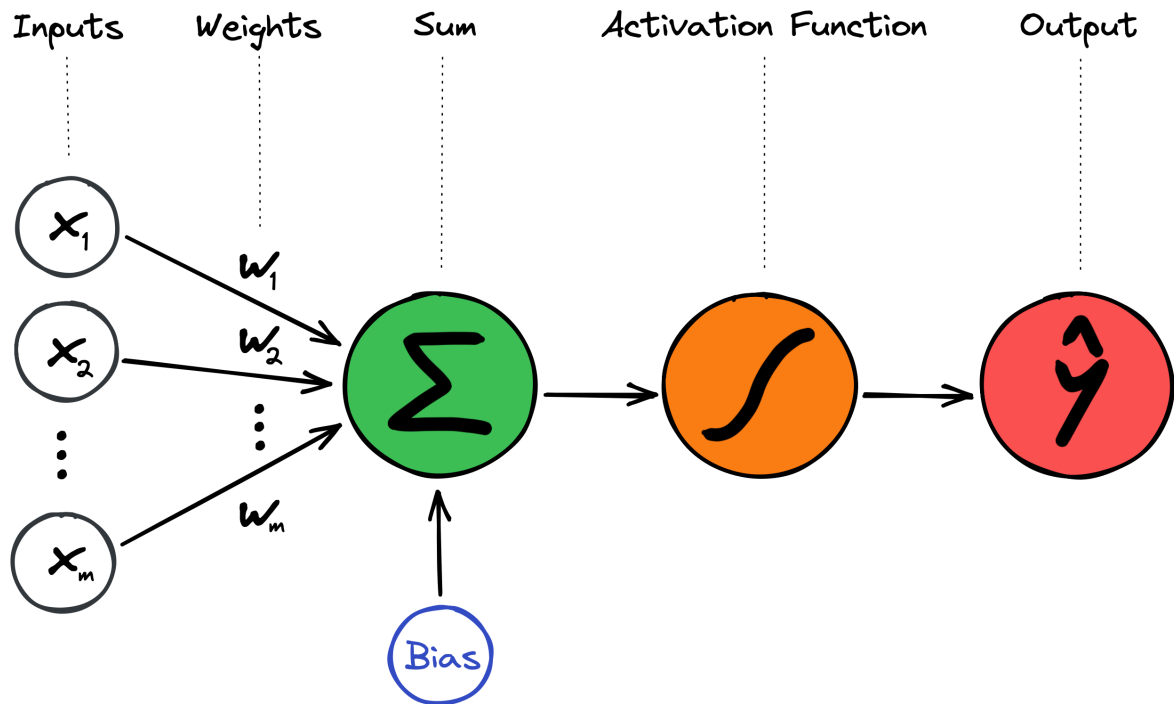 Inputs Weights Sum Activation Function Output
x₁
w₁
x₂
w₂
Σ
ŷ
xₘ
wₘ
Bias